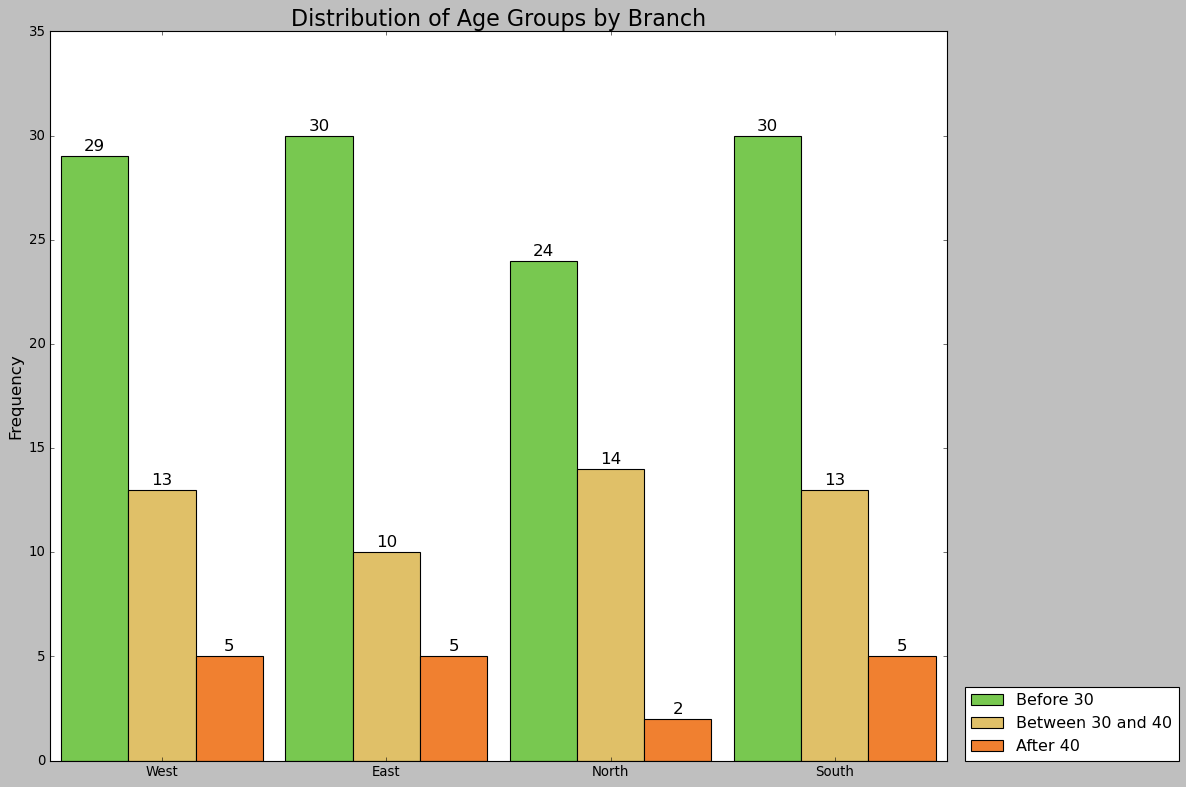 Distribution of Age Groups by Branch
Frequency
35
30
25
20
15
10
5
0
29
13
5
30
10
5
24
14
2
30
13
5
West
East
North
South
Before 30
Between 30 and 40
After 40